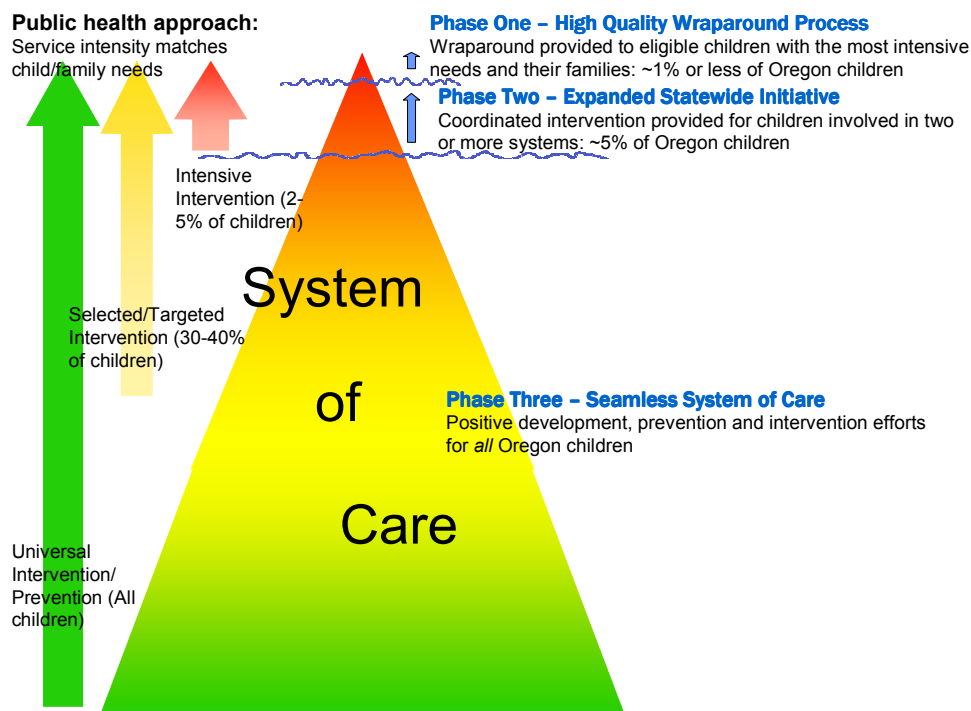 Public health approach:
Service intensity matches
child/family needs
Phase One – High Quality Wraparound Process
Wraparound provided to eligible children with the most intensive
needs and their families: ~1% or less of Oregon children
Phase Two – Expanded Statewide Initiative
Coordinated intervention provided for children involved in two
or more systems: ~5% of Oregon children
Intensive
Intervention (2-
5% of children)
System
Selected/Targeted
Intervention (30-40%
of children)
of
Phase Three – Seamless System of Care
Positive development, prevention and intervention efforts
for all Oregon children
Care
Universal
Intervention/
Prevention (All
children)